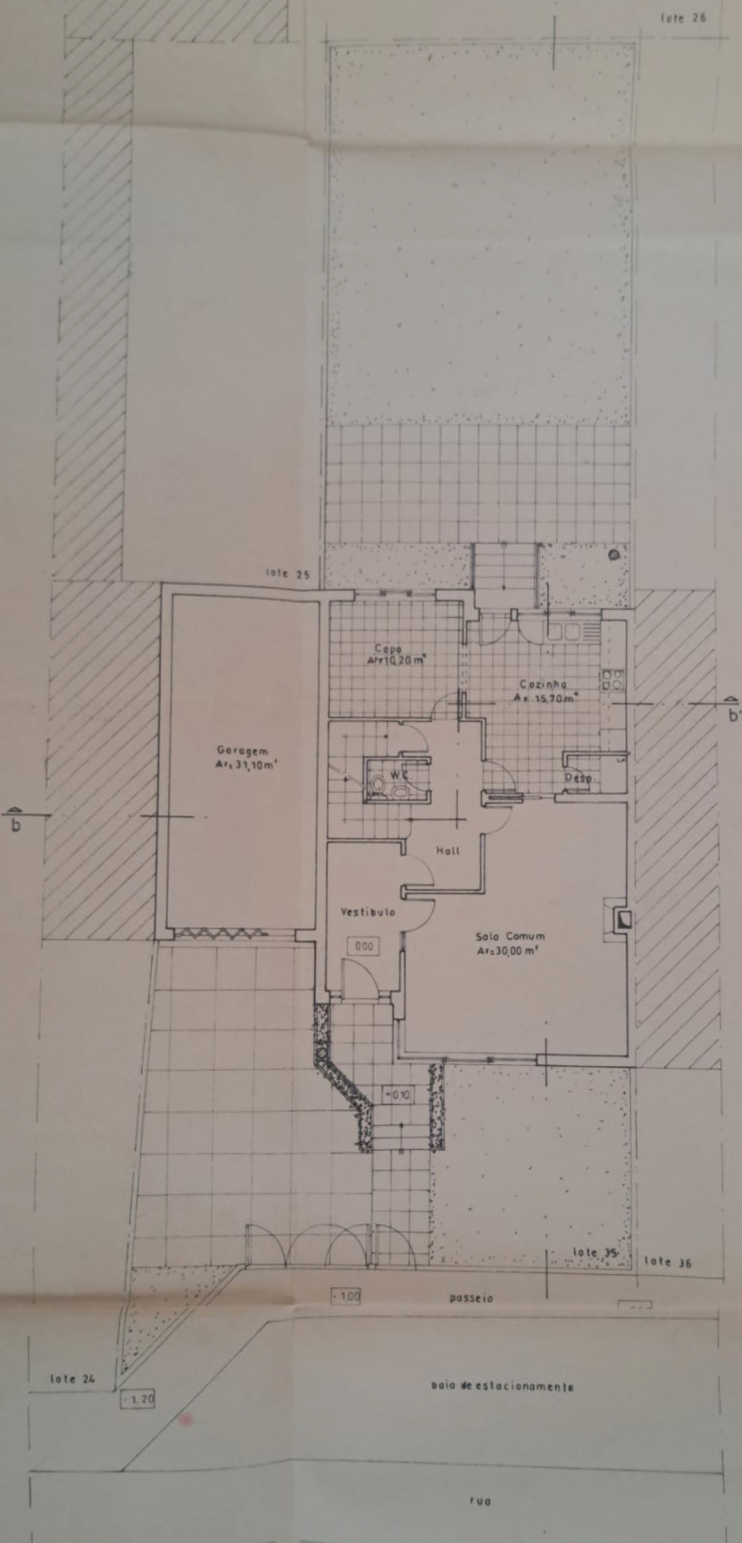 lote 26
lote 25
Copa
Ar=10,20 m²
Cozinha
Ar. 15,70 m²
b'
Garagem
Ar= 31,10 m²
W.C
Desp.
b
Hall
Vestibulo
0.00
Sala Comum
Ar=30,00 m²
-0.10
lote 35
lote 36
-1.00
passeio
lote 24
-1.20
baia de estacionamento
rua